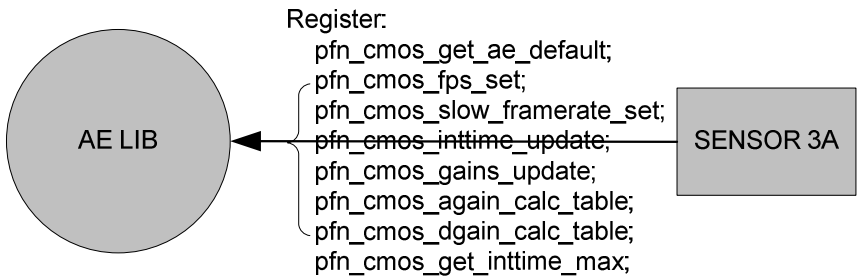 Register:
pfn_cmos_get_ae_default;
pfn_cmos_fps_set;
pfn_cmos_slow_framerate_set;
AE LIB
pfn_cmos_inttime_update;
SENSOR 3A
pfn_cmos_gains_update;
pfn_cmos_again_calc_table;
pfn_cmos_dgain_calc_table;
pfn_cmos_get_inttime_max;